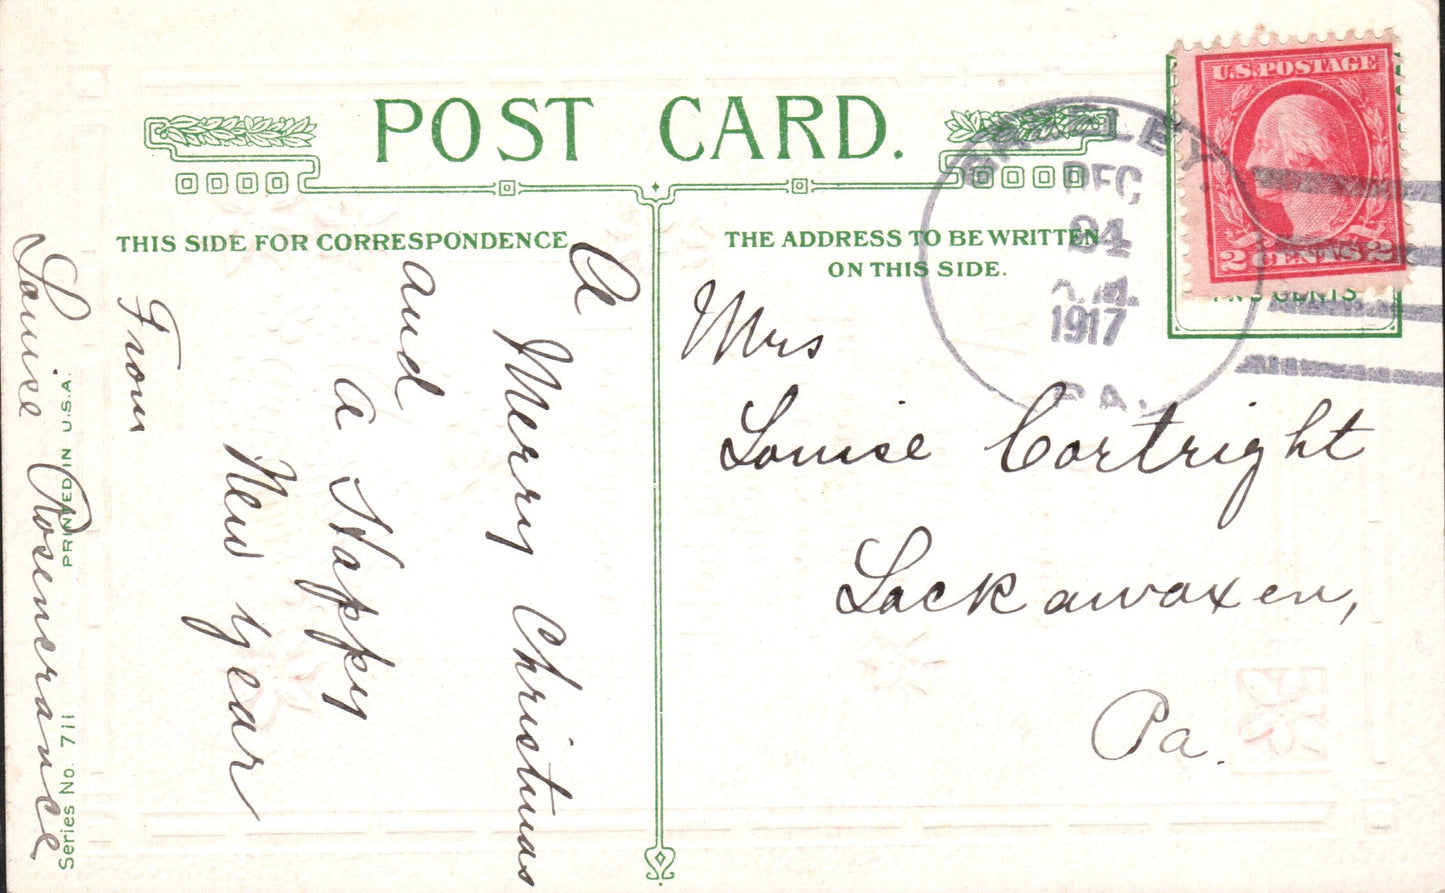 POST CARD.
THIS SIDE FOR CORRESPONDENCE
THE ADDRESS TO BE WRITTEN
ON THIS SIDE.
U.S. POSTAGE
2 CENTS 2
CENTS
GREELEY,
DEC
24
A.M.
1917
PA.
A
Merry Christmas
and
a Happy
New Year
From
Louise Rosencrance
Mrs
Louise Cortright
Lackawaxen,
Pa.
PRINTED IN U.S.A.
Series No. 711